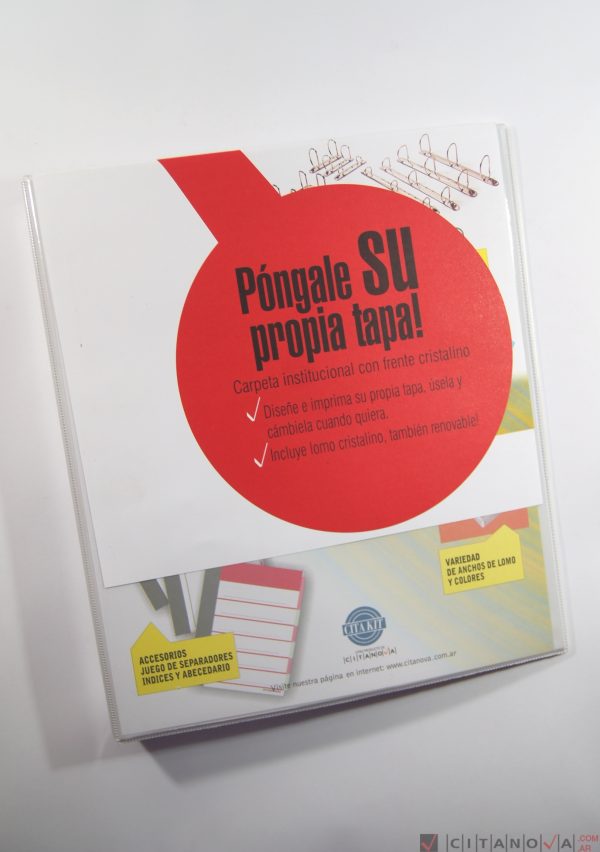 Póngale SU
propia tapa!
Carpeta institucional con frente cristalino
Diseñe e imprima su propia tapa, úsela y
cámbiela cuando quiera.
Incluye lomo cristalino, también renovable!
VARIEDAD
DE ANCHOS DE LOMO
Y COLORES
ACCESORIOS
JUEGO DE SEPARADORES
INDICES Y ABECEDARIO
CITA KIT
CITANOVA
Visite nuestra página en internet: www.citanova.com.ar
CITANOVA .COM
.AR